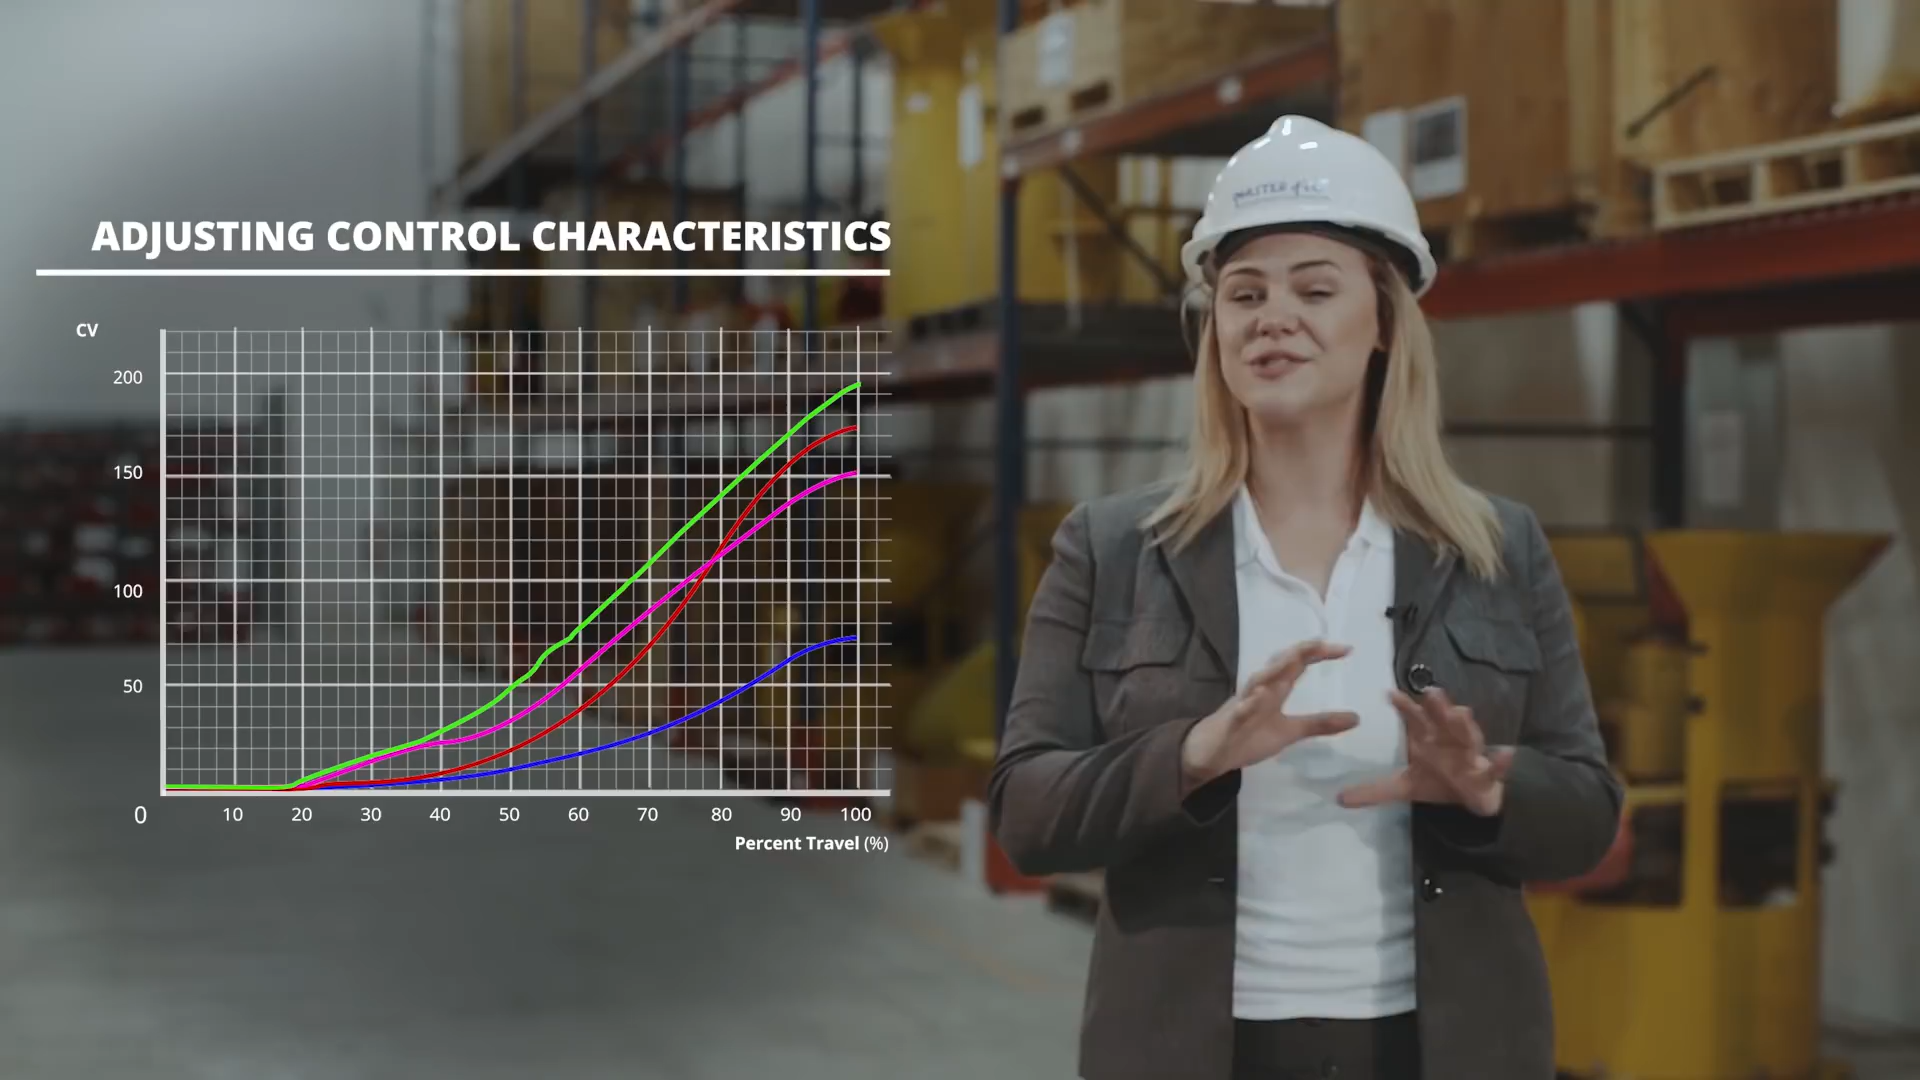 ADJUSTING CONTROL CHARACTERISTICS
CV
200
150
100
50
0 10 20 30 40 50 60 70 80 90 100
Percent Travel (%)